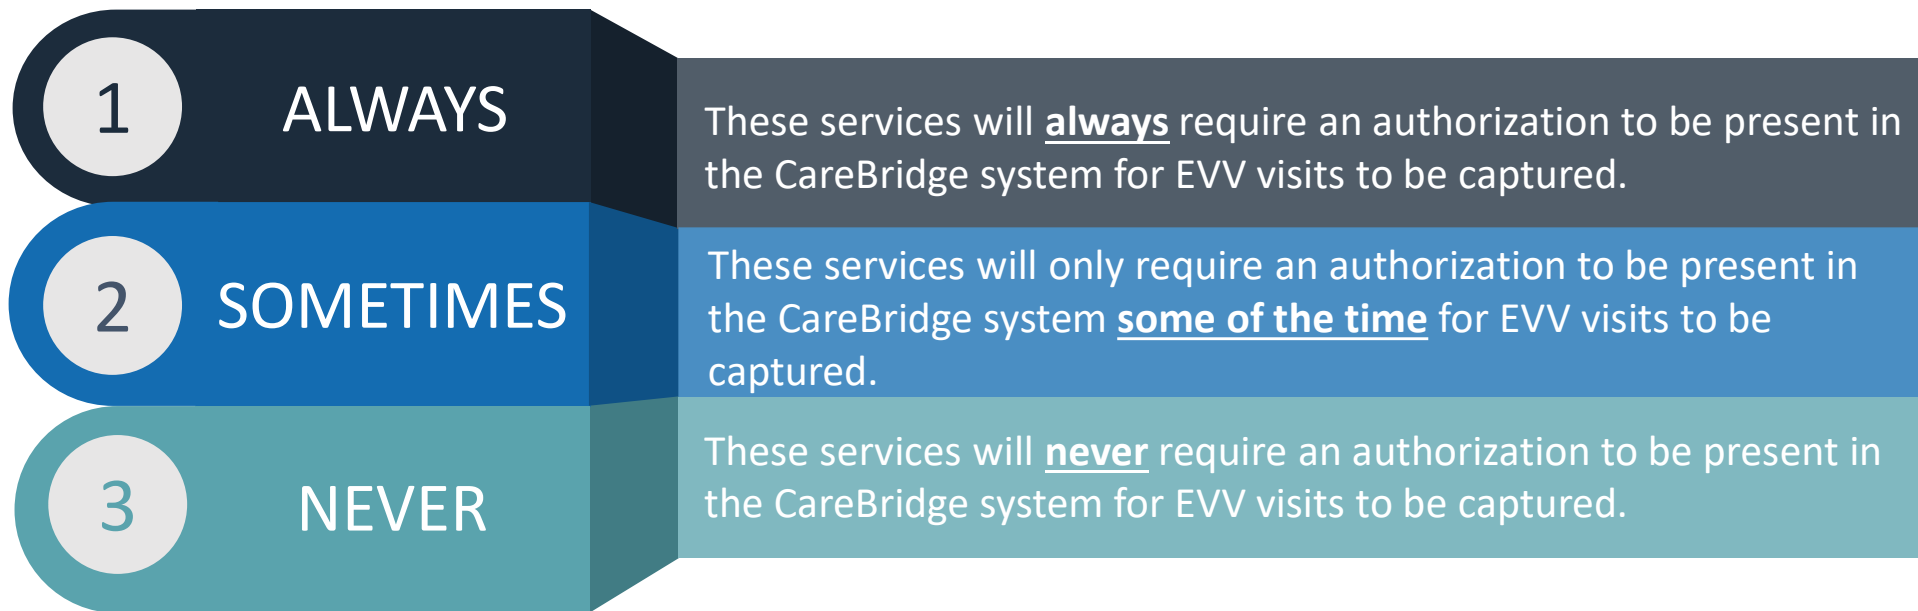 1
ALWAYS
These services will always require an authorization to be present in
the CareBridge system for EVV visits to be captured.
2
SOMETIMES
These services will only require an authorization to be present in
the CareBridge system some of the time for EVV visits to be
captured.
3
NEVER
These services will never require an authorization to be present in
the CareBridge system for EVV visits to be captured.